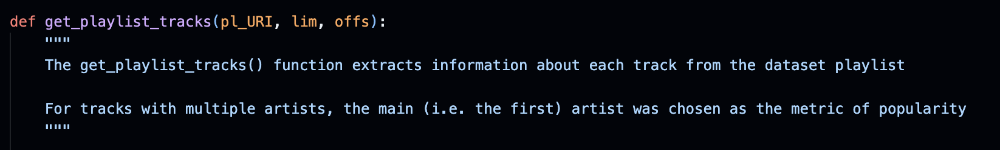 def get_playlist_tracks(pl_URI, lim, offs):
"""
The get_playlist_tracks() function extracts information about each track from the dataset playlist
For tracks with multiple artists, the main (i.e. the first) artist was chosen as the metric of popularity
"""